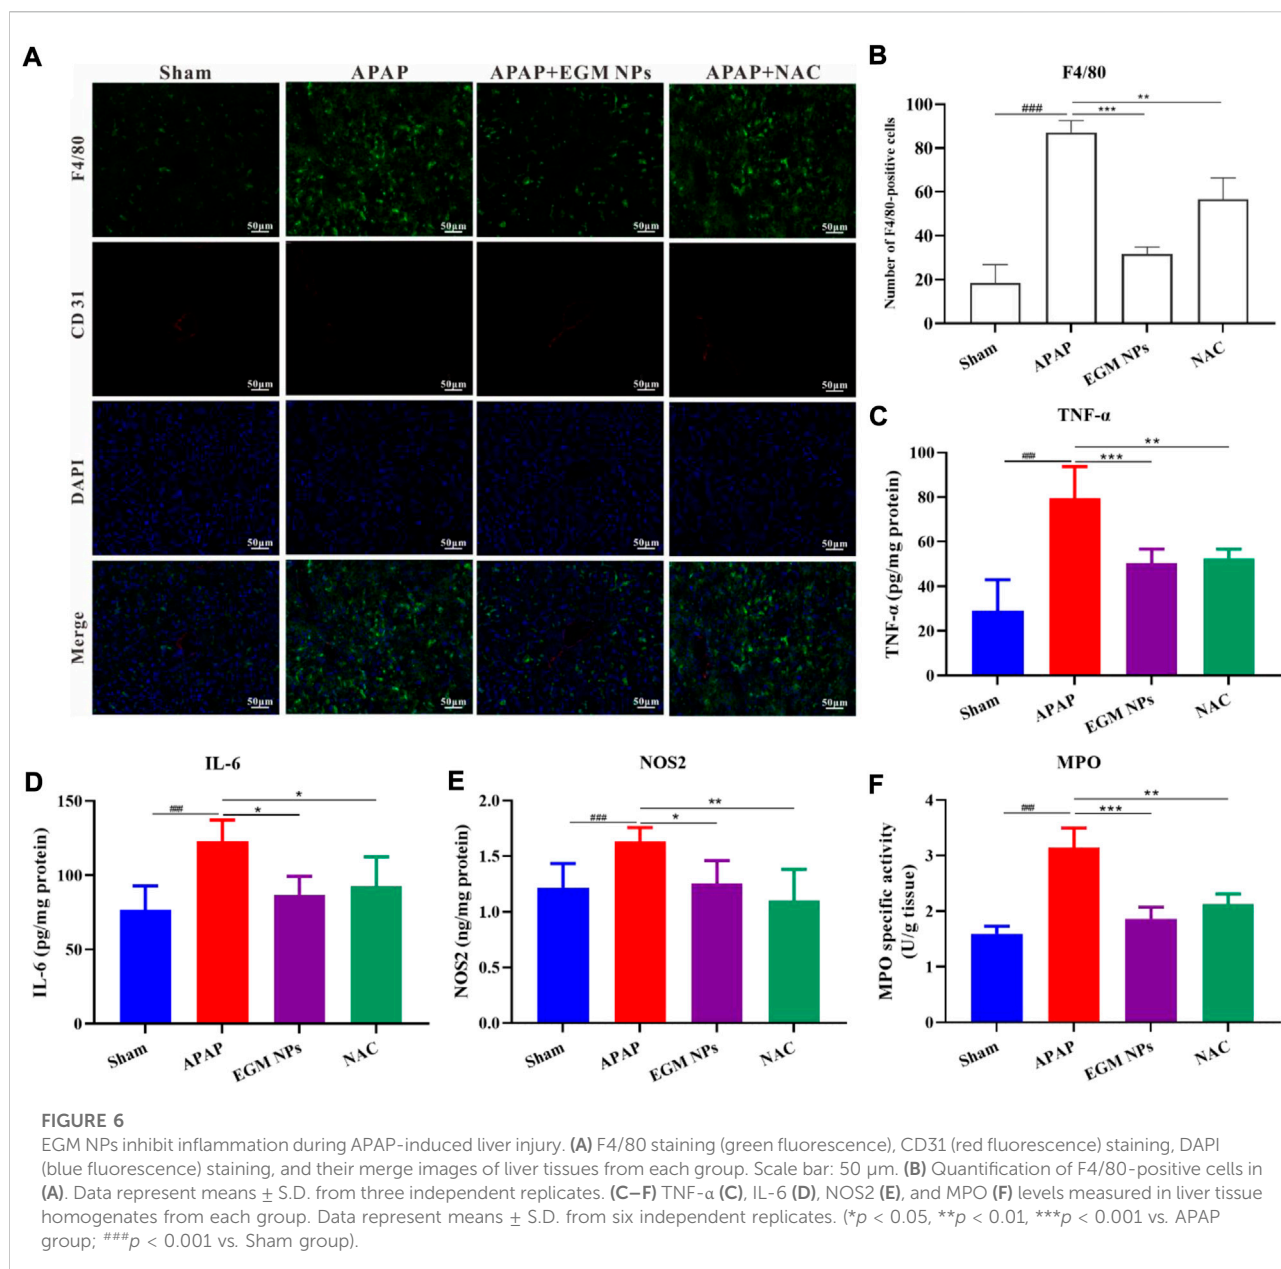 A
Sham APAP APAP+EGM NPs APAP+NAC
F4/80
50μm 50μm 50μm 50μm
CD31
50μm 50μm 50μm 50μm
DAPI
50μm 50μm 50μm 50μm
Merge
50μm 50μm 50μm 50μm
B
F4/80
Number of F4/80-positive cells
100
80
60
40
20
0
###
***
**
Sham APAP EGM NPs NAC
C
TNF-α
TNF-α (pg/mg protein)
100
80
60
40
20
0
###
***
**
Sham APAP EGM NPs NAC
D
IL-6
IL-6 (pg/mg protein)
150
100
50
0
###
*
*
Sham APAP EGM NPs NAC
E
NOS2
NOS2 (ng/mg protein)
2.0
1.5
1.0
0.5
0.0
###
*
**
Sham APAP EGM NPs NAC
F
MPO
MPO specific activity
(U/g tissue)
4
3
2
1
0
###
***
**
Sham APAP EGM NPs NAC
FIGURE 6
EGM NPs inhibit inflammation during APAP-induced liver injury. (A) F4/80 staining (green fluorescence), CD31 (red fluorescence) staining, DAPI
(blue fluorescence) staining, and their merge images of liver tissues from each group. Scale bar: 50 μm. (B) Quantification of F4/80-positive cells in
(A). Data represent means ± S.D. from three independent replicates. (C–F) TNF-α (C), IL-6 (D), NOS2 (E), and MPO (F) levels measured in liver tissue
homogenates from each group. Data represent means ± S.D. from six independent replicates. (*p < 0.05, **p < 0.01, ***p < 0.001 vs. APAP
group; ###p < 0.001 vs. Sham group).